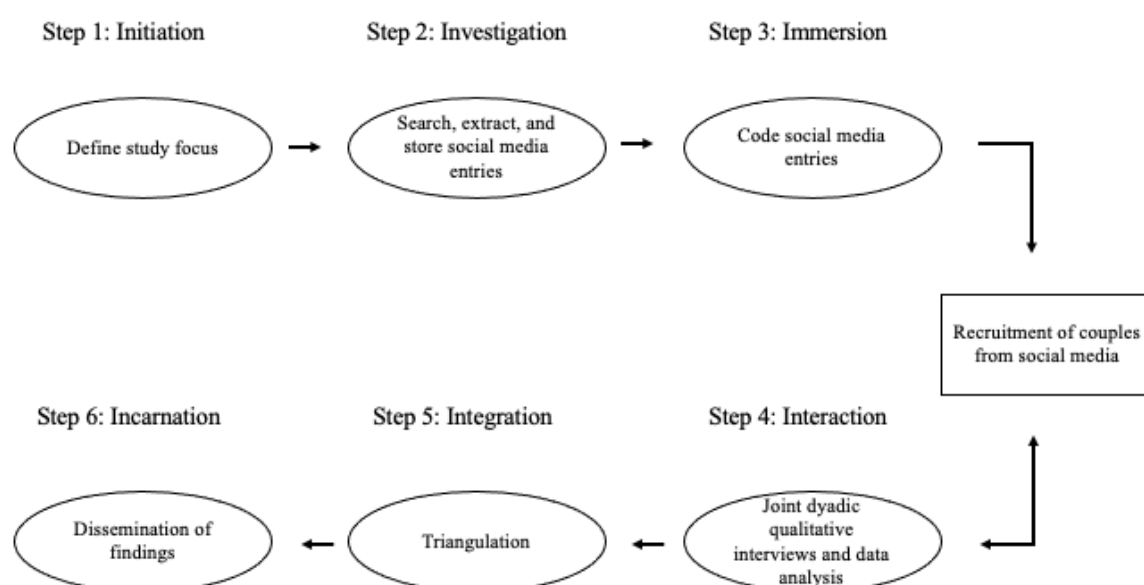 Step 1: Initiation
Step 2: Investigation
Step 3: Immersion
Define study focus
Search, extract, and
store social media
entries
Code social media
entries
Recruitment of couples
from social media
Step 6: Incarnation
Step 5: Integration
Step 4: Interaction
Dissemination of
findings
Triangulation
Joint dyadic
qualitative
interviews and data
analysis